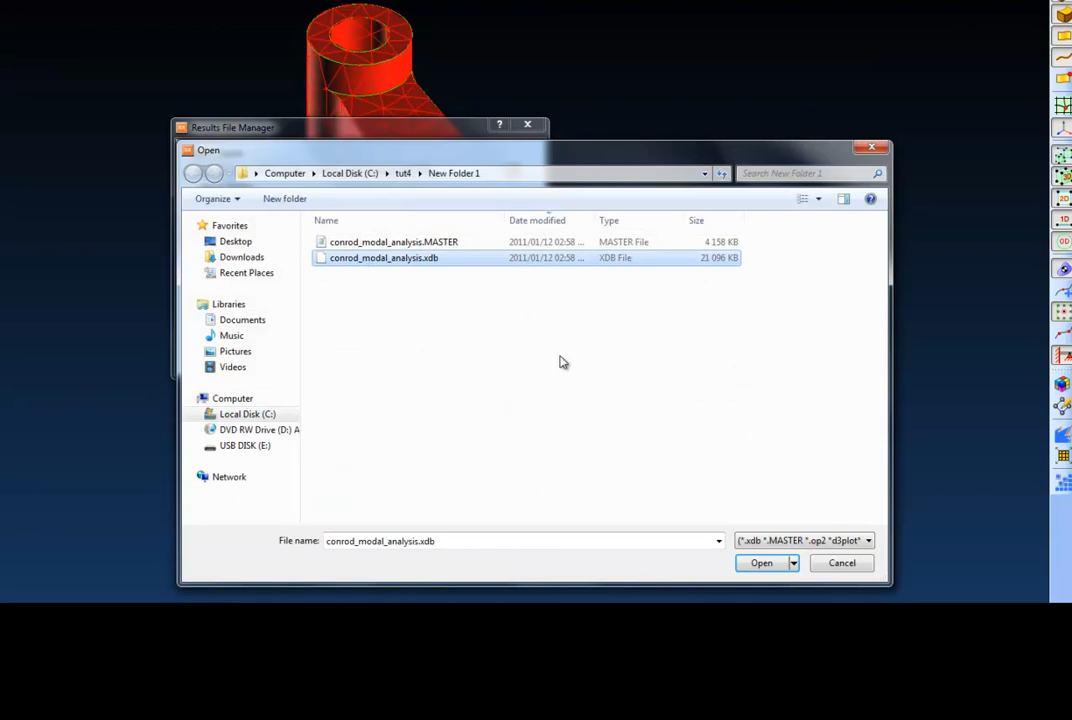 Results File Manager
?
Open
Computer Local Disk (C:) tut4 New Folder 1
Search New Folder 1
Organize New folder
?
Name Date modified Type Size
Favorites
Desktop
Downloads
Recent Places
Libraries
Documents
Music
Pictures
Videos
Computer
Local Disk (C:)
DVD RW Drive (D:) A
USB DISK (E:)
Network
conrod_modal_analysis.MASTER 2011/01/12 02:58 ... MASTER File 4 158 KB
conrod_modal_analysis.xdb 2011/01/12 02:58 ... XDB File 21 096 KB
File name: conrod_modal_analysis.xdb (*.xdb *.MASTER *.op2 *d3plot*
Open Cancel
2D
1D
0D